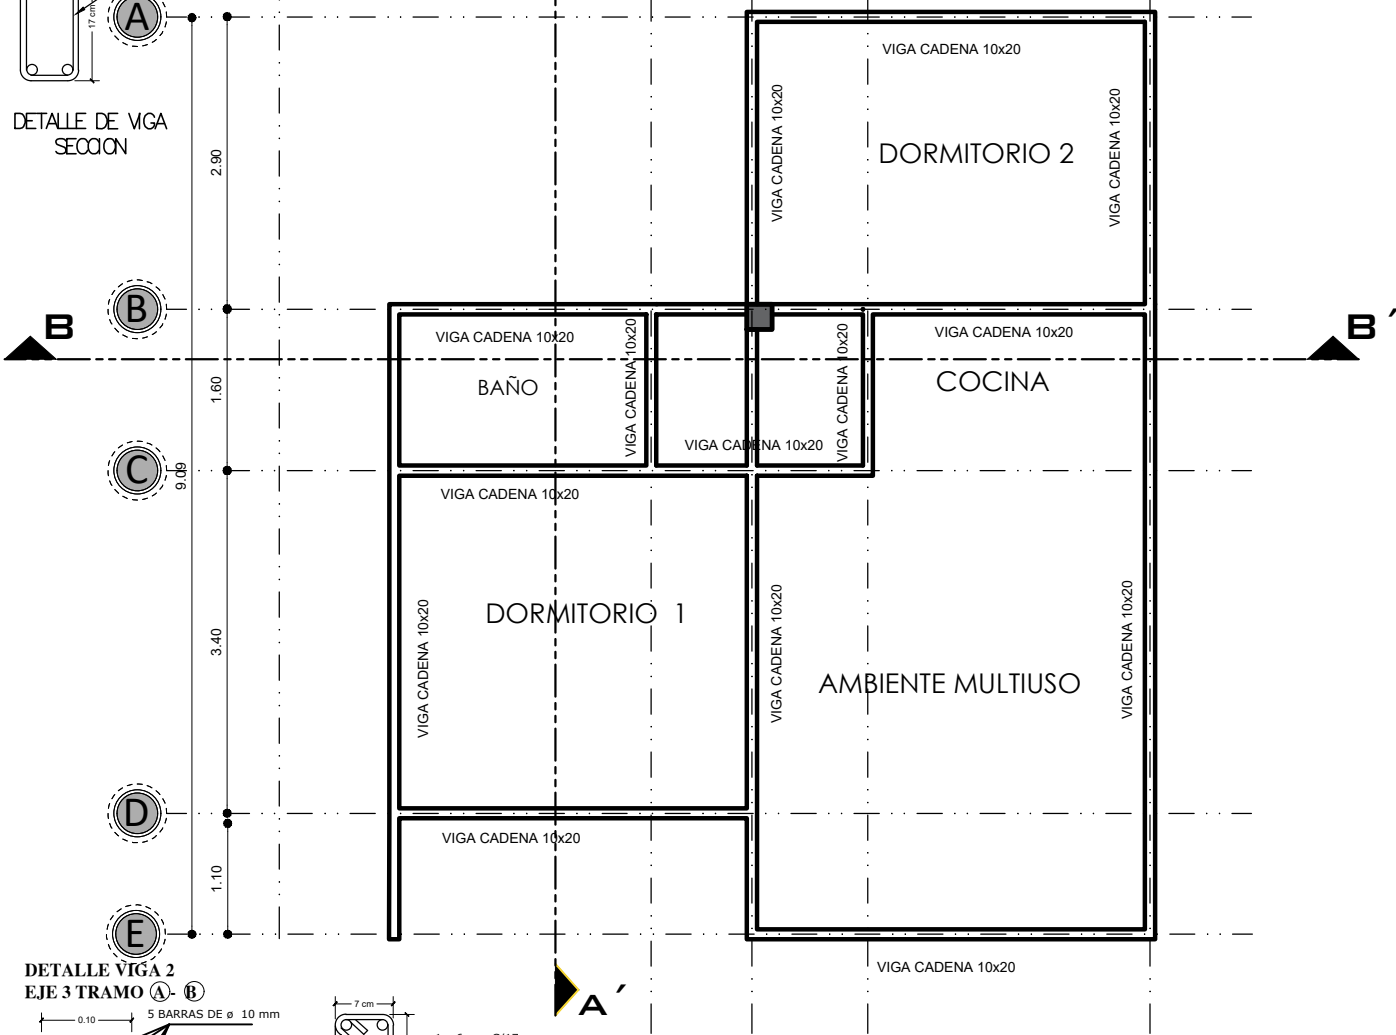 A
17 cm
VIGA CADENA 10x20
VIGA CADENA 10x20
VIGA CADENA 10x20
DETALLE DE VIGA
SECCION
DORMITORIO 2
2.90
B
B
B´
VIGA CADENA 10x20
VIGA CADENA 10x20
VIGA CADENA 10x20
VIGA CADENA 10x20
BAÑO
COCINA
1.60
VIGA CADENA 10x20
C
9.09
VIGA CADENA 10x20
DORMITORIO 1
VIGA CADENA 10x20
VIGA CADENA 10x20
VIGA CADENA 10x20
3.40
AMBIENTE MULTIUSO
D
VIGA CADENA 10x20
1.10
E
DETALLE VIGA 2
EJE 3 TRAMO A - B
VIGA CADENA 10x20
A´
0.10
5 BARRAS DE ø 10 mm
7 cm